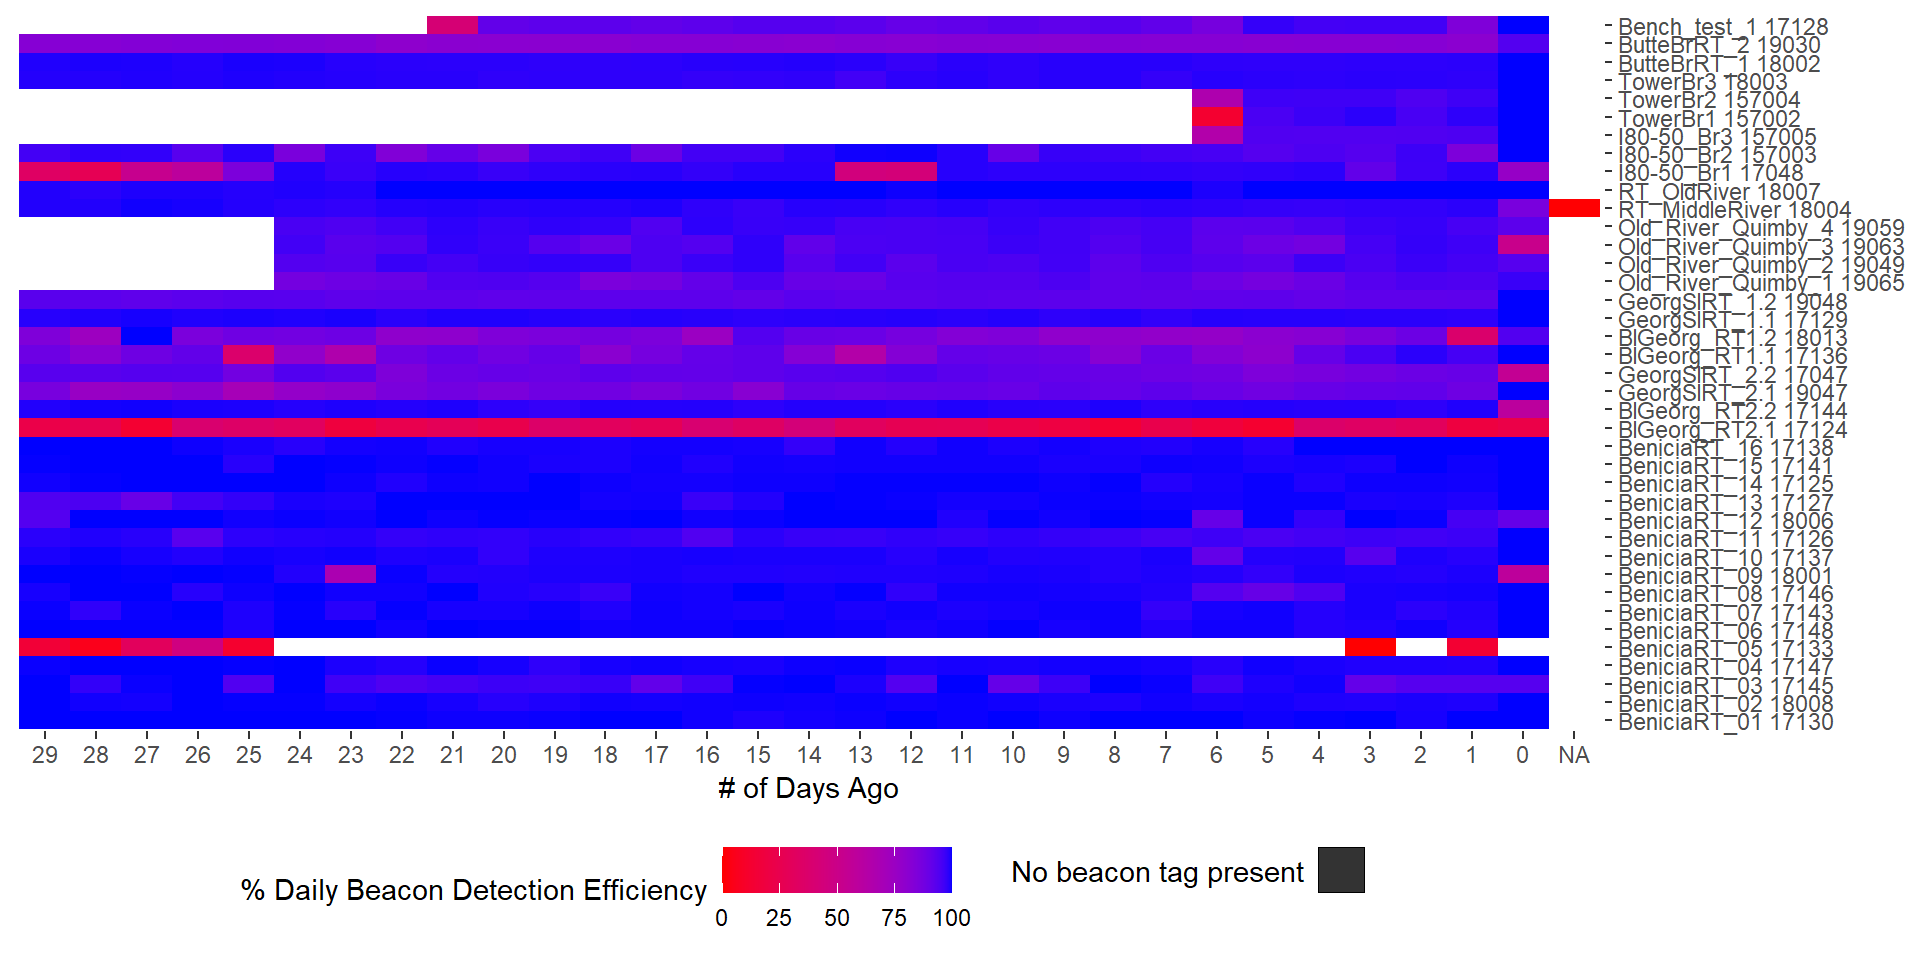 Bench_test_1 17128
ButteBrRT_2 19030
ButteBrRT_1 18002
TowerBr3 18003
TowerBr2 157004
TowerBr1 157002
I80-50_Br3 157005
I80-50_Br2 157003
I80-50_Br1 17048
RT_OldRiver 18007
RT_MiddleRiver 18004
Old_River_Quimby_4 19059
Old_River_Quimby_3 19063
Old_River_Quimby_2 19049
Old_River_Quimby_1 19065
GeorgSlRT_1.2 19048
GeorgSlRT_1.1 17129
BlGeorg_RT1.2 18013
BlGeorg_RT1.1 17136
GeorgSlRT_2.2 17047
GeorgSlRT_2.1 19047
BlGeorg_RT2.2 17144
BlGeorg_RT2.1 17124
BeniciaRT_16 17138
BeniciaRT_15 17141
BeniciaRT_14 17125
BeniciaRT_13 17127
BeniciaRT_12 18006
BeniciaRT_11 17126
BeniciaRT_10 17137
BeniciaRT_09 18001
BeniciaRT_08 17146
BeniciaRT_07 17143
BeniciaRT_06 17148
BeniciaRT_05 17133
BeniciaRT_04 17147
BeniciaRT_03 17145
BeniciaRT_02 18008
BeniciaRT_01 17130
29 28 27 26 25 24 23 22 21 20 19 18 17 16 15 14 13 12 11 10 9 8 7 6 5 4 3 2 1 0 NA
# of Days Ago
% Daily Beacon Detection Efficiency
0 25 50 75 100
No beacon tag present